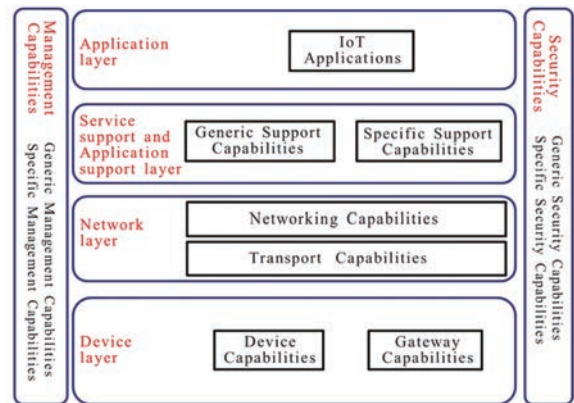 Management
Capabilities
Generic Management Capabilities
Specific Management Capabilities
Application
layer
IoT
Applications
Service
support and
Application
support layer
Generic Support
Capabilities
Specific Support
Capabilities
Network
layer
Networking Capabilities
Transport Capabilities
Device
layer
Device
Capabilities
Gateway
Capabilities
Security
Capabilities
Generic Security Capabilities
Specific Security Capabilities